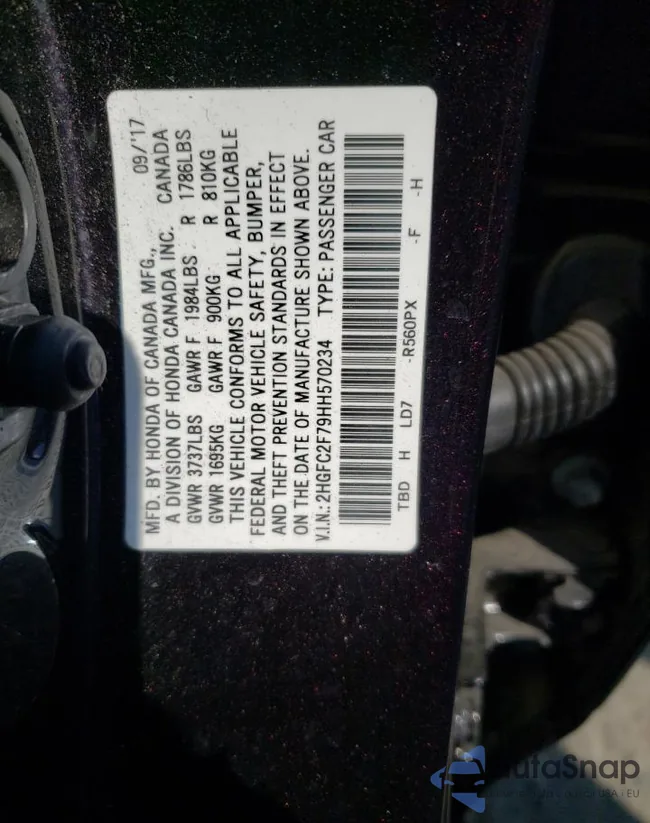 MFD. BY HONDA OF CANADA MFG., 09/'17
A DIVISION OF HONDA CANADA INC. CANADA
GVWR 3737LBS GAWR F 1984LBS R 1786LBS
GVWR 1695KG GAWR F 900KG R 810KG
THIS VEHICLE CONFORMS TO ALL APPLICABLE
FEDERAL MOTOR VEHICLE SAFETY, BUMPER,
AND THEFT PREVENTION STANDARDS IN EFFECT
ON THE DATE OF MANUFACTURE SHOWN ABOVE.
V.I.N.: 2HGFC2F79HH570234 TYPE: PASSENGER CAR
TBD H LD7 -R560PX -F -H
AutoSnap
USA i EU